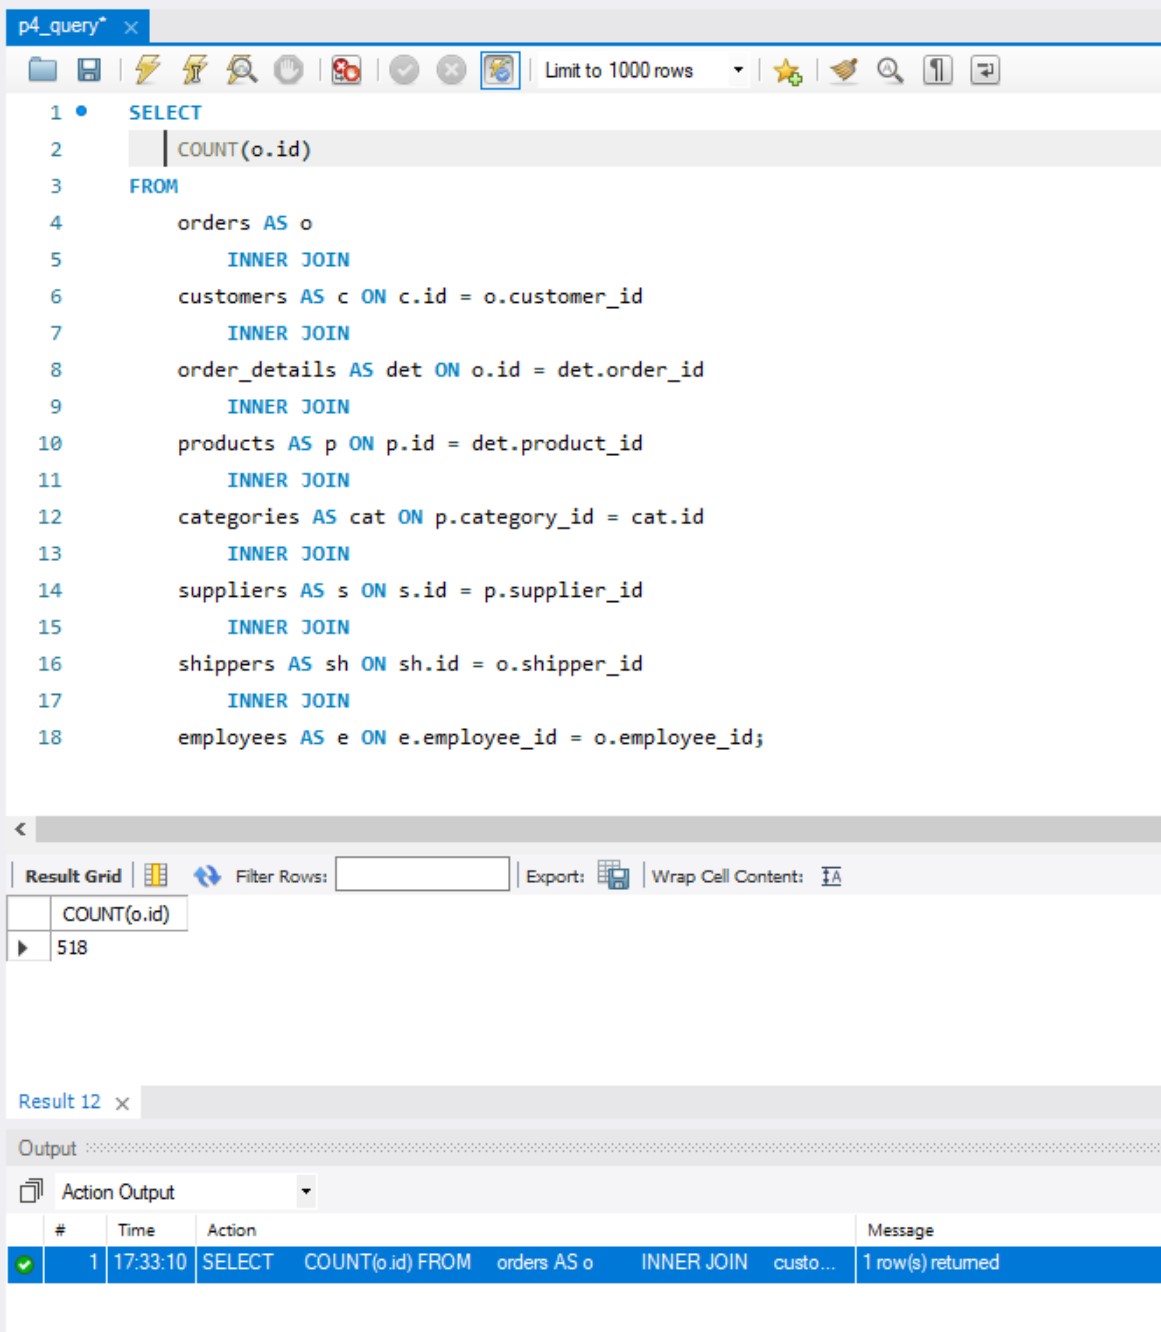 p4_query*
Limit to 1000 rows
1 SELECT
2 COUNT(o.id)
3 FROM
4 orders AS o
5 INNER JOIN
6 customers AS c ON c.id = o.customer_id
7 INNER JOIN
8 order_details AS det ON o.id = det.order_id
9 INNER JOIN
10 products AS p ON p.id = det.product_id
11 INNER JOIN
12 categories AS cat ON p.category_id = cat.id
13 INNER JOIN
14 suppliers AS s ON s.id = p.supplier_id
15 INNER JOIN
16 shippers AS sh ON sh.id = o.shipper_id
17 INNER JOIN
18 employees AS e ON e.employee_id = o.employee_id;
Result Grid Filter Rows: Export: Wrap Cell Content:
COUNT(o.id)
518
Result 12
Output
Action Output
# Time Action Message
1 17:33:10 SELECT COUNT(o.id) FROM orders AS o INNER JOIN custo... 1 row(s) returned